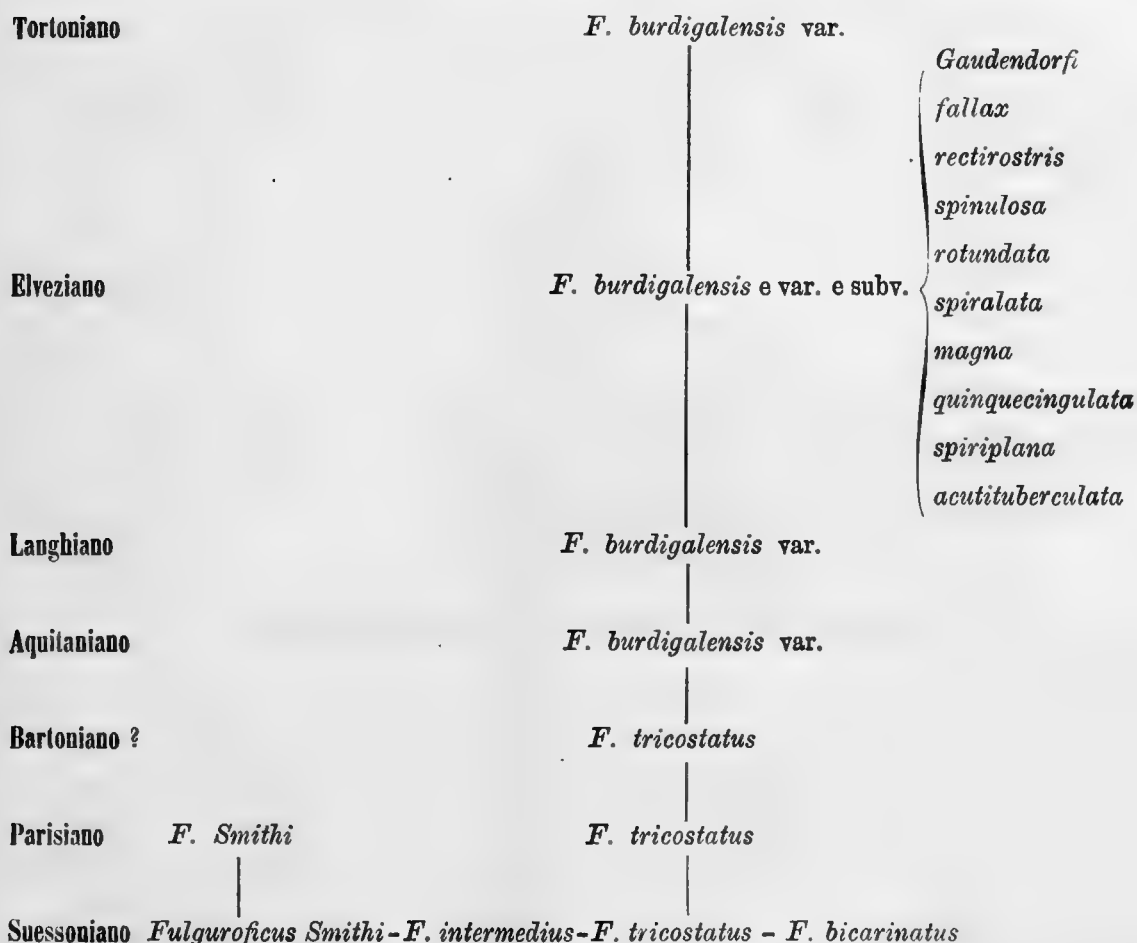 Tortoniano F. burdigalensis var.
Gaudendorfi
fallax
rectirostris
spinulosa
rotundata
Elveziano F. burdigalensis e var. e subv.
spiralata
magna
quinquecingulata
spiriplana
acutituberculata
Langhiano F. burdigalensis var.
Aquitaniano F. burdigalensis var.
Bartoniano ? F. tricostatus
Parisiano F. Smithi F. tricostatus
Suessoniano Fulguroficus Smithi-F. intermedius-F. tricostatus - F. bicarinatus